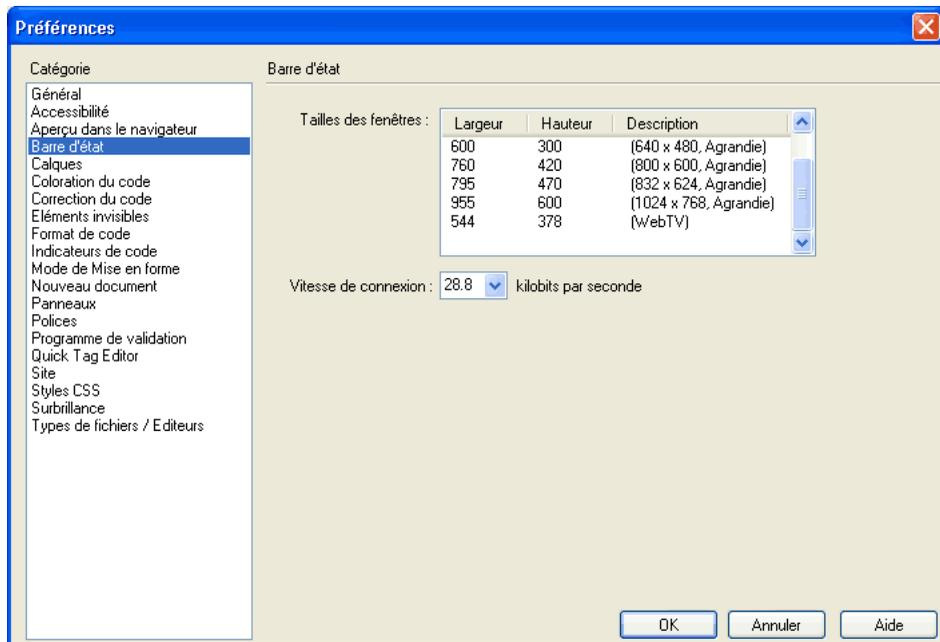 Préférences
Catégorie
Général
Accessibilité
Aperçu dans le navigateur
Barre d'état
Calques
Coloration du code
Correction du code
Eléments invisibles
Format de code
Indicateurs de code
Mode de Mise en forme
Nouveau document
Panneaux
Polices
Programme de validation
Quick Tag Editor
Site
Styles CSS
Surbrillance
Types de fichiers / Editeurs
Barre d'état
Tailles des fenêtres :
Largeur Hauteur Description
600 300 (640 x 480, Agrandie)
760 420 (800 x 600, Agrandie)
795 470 (832 x 624, Agrandie)
955 600 (1024 x 768, Agrandie)
544 378 (WebTV)
Vitesse de connexion : 28.8 kilobits par seconde
OK Annuler Aide